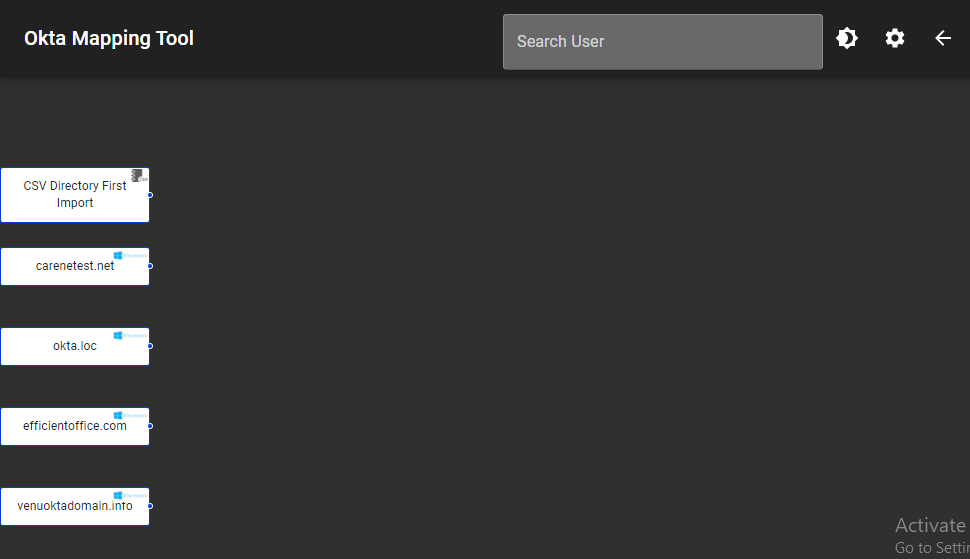 Okta Mapping Tool
Search User
CSV Directory First
Import
carenetest.net
okta.loc
efficientoffice.com
venuoktadomain.info
Activate
Go to Settin